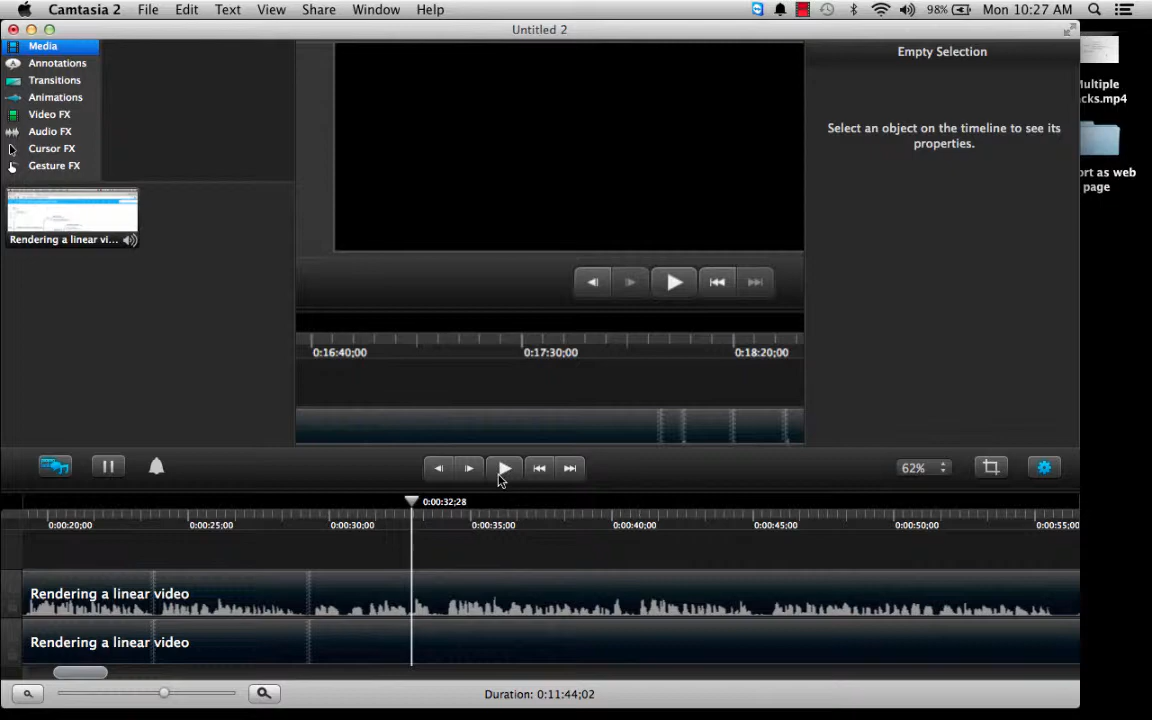 Camtasia 2 File Edit Text View Share Window Help 98% Mon 10:27 AM
Untitled 2
Media
Annotations
Transitions
Animations
Video FX
Audio FX
Cursor FX
Gesture FX
Rendering a linear vi...
Empty Selection
Select an object on the timeline to see its
properties.
ultiple
cks.mp4
ort as web
page
0:16:40;00 0:17:30;00 0:18:20;00
62%
0:00:32;28
0:00:20;00 0:00:25;00 0:00:30;00 0:00:35;00 0:00:40;00 0:00:45;00 0:00:50;00 0:00:55;00
Rendering a linear video
Rendering a linear video
Duration: 0:11:44;02